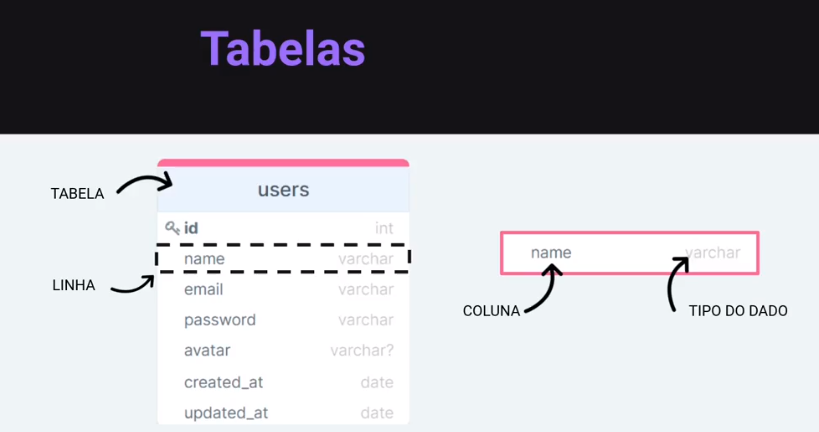 Tabelas
TABELA
users
id int
name varchar
LINHA
email varchar
password varchar
avatar varchar?
created_at date
updated_at date
name varchar
COLUNA
TIPO DO DADO